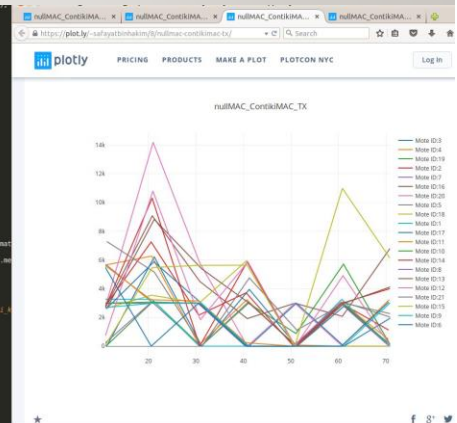 nullMAC_ContikiMA... × nullMAC_ContikiMA... × nullMAC_ContikiMA... × nullMAC_ContikiMA... ×
https://plot.ly/~safayatbinhakim/8/nullmac-contikimac-tx/ Search
plotly PRICING PRODUCTS MAKE A PLOT PLOTCON NYC Log In
nullMAC_ContikiMAC_TX
14k
12k
10k
8k
6k
4k
2k
0
20 30 40 50 60 70
Mote ID:3
Mote ID:4
Mote ID:19
Mote ID:2
Mote ID:7
Mote ID:16
Mote ID:20
Mote ID:5
Mote ID:18
Mote ID:1
Mote ID:17
Mote ID:11
Mote ID:10
Mote ID:14
Mote ID:8
Mote ID:13
Mote ID:12
Mote ID:21
Mote ID:15
Mote ID:9
Mote ID:6
mat
.me